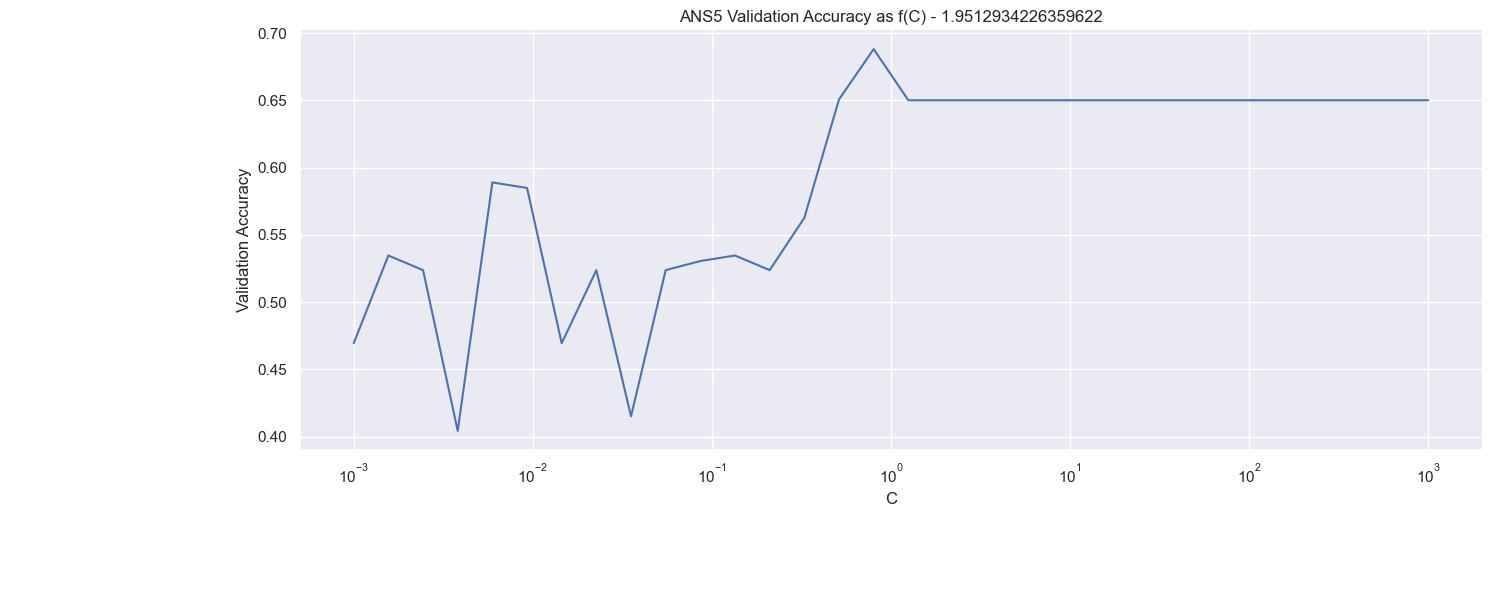 ANS5 Validation Accuracy as f(C) - 1.9512934226359622
Validation Accuracy
0.70
0.65
0.60
0.55
0.50
0.45
0.40
10⁻³ 10⁻² 10⁻¹ 10⁰ 10¹ 10² 10³
C